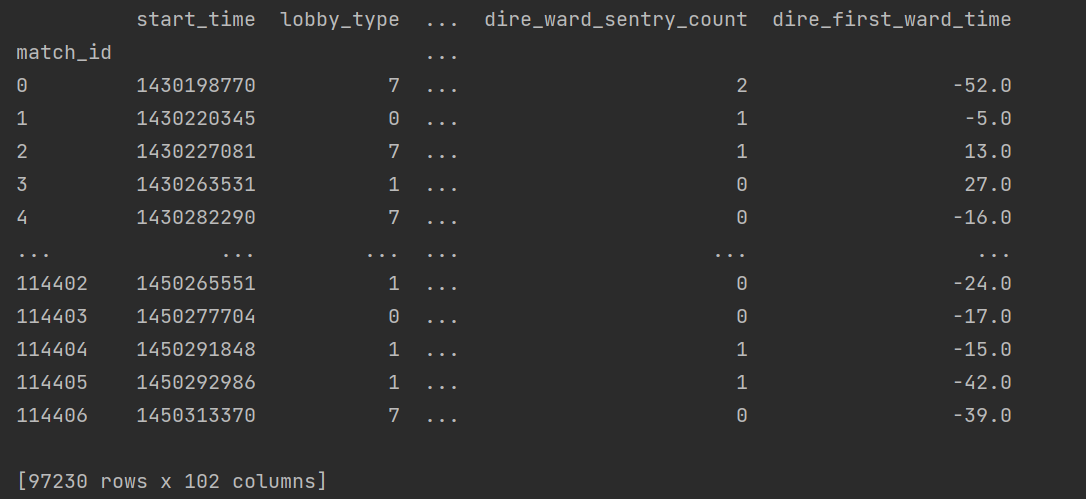 start_time lobby_type ... dire_ward_sentry_count dire_first_ward_time
match_id ...
0 1430198770 7 ... 2 -52.0
1 1430220345 0 ... 1 -5.0
2 1430227081 7 ... 1 13.0
3 1430263531 1 ... 0 27.0
4 1430282290 7 ... 0 -16.0
... ... ... ... ... ...
114402 1450265551 1 ... 0 -24.0
114403 1450277704 0 ... 0 -17.0
114404 1450291848 1 ... 1 -15.0
114405 1450292986 1 ... 1 -42.0
114406 1450313370 7 ... 0 -39.0
[97230 rows x 102 columns]